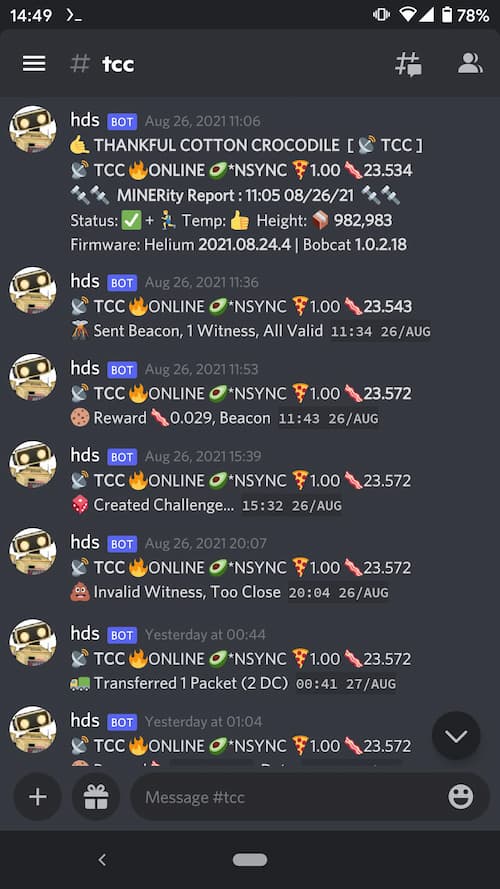 14:49 >_ 78%
# tcc
hds BOT Aug 26, 2021 11:06
🤙 THANKFUL COTTON CROCODILE [ 📡 TCC ]
📡 TCC 🔥ONLINE 🥑*NSYNC 🍕1.00 🥓23.534
🔩🔩 MINERity Report : 11:05 08/26/21 🔩🔩
Status: ✅ + 🏃‍♂️ Temp: 👍 Height: 📦 982,983
Firmware: Helium 2021.08.24.4 | Bobcat 1.0.2.18
hds BOT Aug 26, 2021 11:36
📡 TCC 🔥ONLINE 🥑*NSYNC 🍕1.00 🥓23.543
🌋 Sent Beacon, 1 Witness, All Valid 11:34 26/AUG
hds BOT Aug 26, 2021 11:53
📡 TCC 🔥ONLINE 🥑*NSYNC 🍕1.00 🥓23.572
🍪 Reward 🥓0.029, Beacon 11:43 26/AUG
hds BOT Aug 26, 2021 15:39
📡 TCC 🔥ONLINE 🥑*NSYNC 🍕1.00 🥓23.572
🎲 Created Challenge... 15:32 26/AUG
hds BOT Aug 26, 2021 20:07
📡 TCC 🔥ONLINE 🥑*NSYNC 🍕1.00 🥓23.572
💩 Invalid Witness, Too Close 20:04 26/AUG
hds BOT Yesterday at 00:44
📡 TCC 🔥ONLINE 🥑*NSYNC 🍕1.00 🥓23.572
🚛 Transferred 1 Packet (2 DC) 00:41 27/AUG
hds BOT Yesterday at 01:04
📡 TCC 🔥ONLINE 🥑*NSYNC 🍕1.00 🥓23.572
Message #tcc